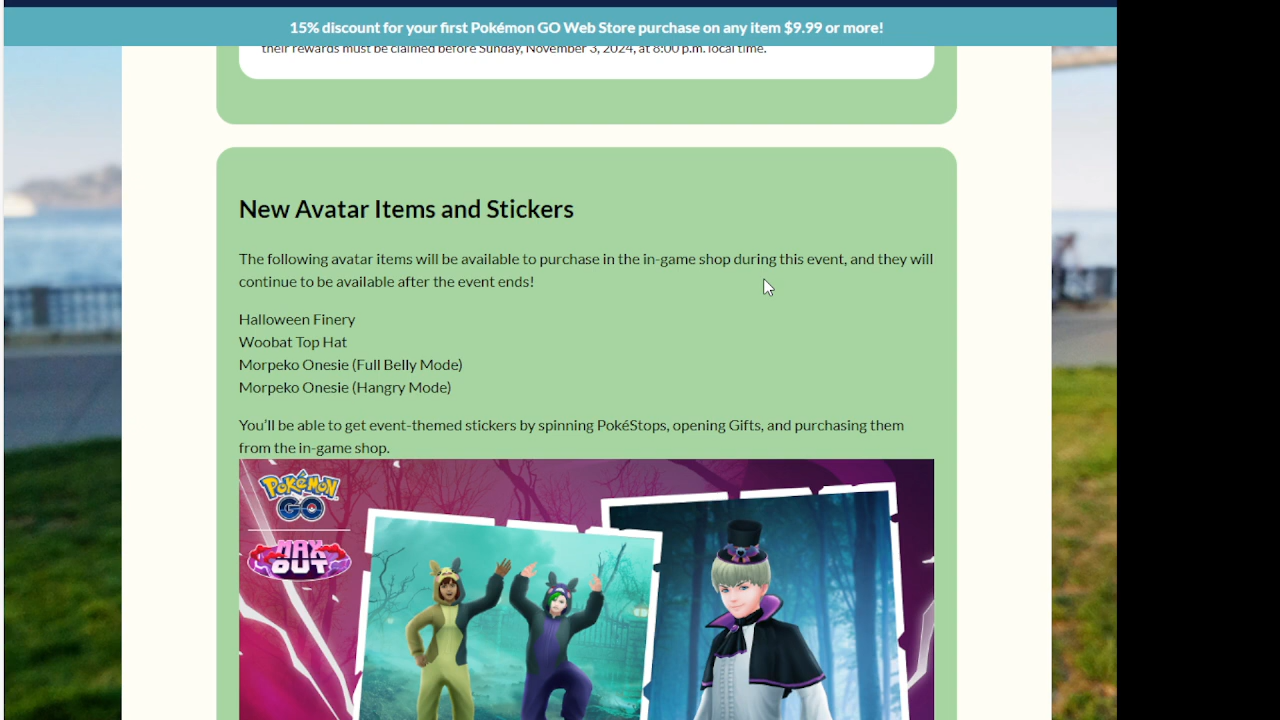 15% discount for your first Pokémon GO Web Store purchase on any item $9.99 or more!
their rewards must be claimed before Sunday, November 3, 2024, at 8:00 p.m. local time.
New Avatar Items and Stickers
The following avatar items will be available to purchase in the in-game shop during this event, and they will
continue to be available after the event ends!
Halloween Finery
Woobat Top Hat
Morpeko Onesie (Full Belly Mode)
Morpeko Onesie (Hangry Mode)
You’ll be able to get event-themed stickers by spinning PokéStops, opening Gifts, and purchasing them
from the in-game shop.
POKÉMON
GO
MAX
OUT